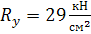 R_y = 29 кН/см²